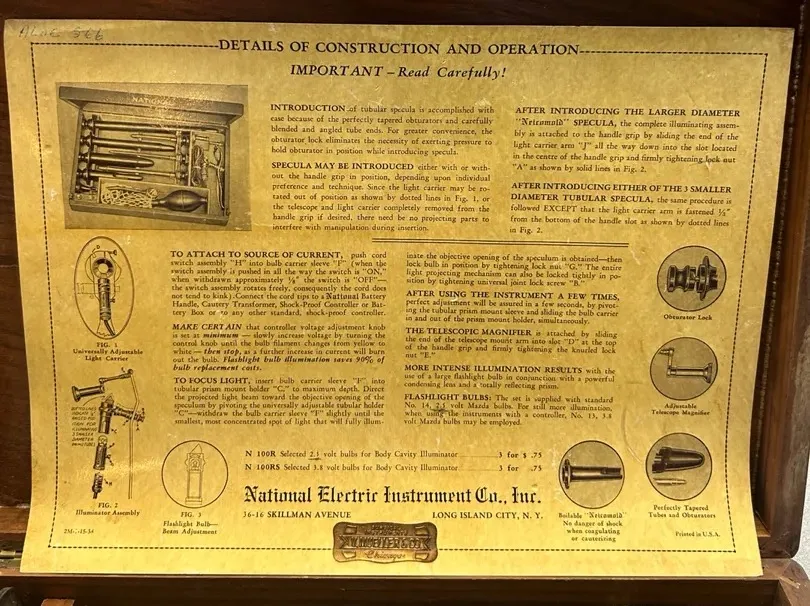 ALOE 566
DETAILS OF CONSTRUCTION AND OPERATION
IMPORTANT – Read Carefully!
NATIONAL
INTRODUCTION of tubular specula is accomplished with
ease because of the perfectly tapered obturators and carefully
blended and angled tube ends. For greater convenience, the
obturator lock eliminates the necessity of exerting pressure to
hold obturator in position while introducing specula.
SPECULA MAY BE INTRODUCED either with or with-
out the handle grip in position, depending upon individual
preference and technique. Since the light carrier may be ro-
tated out of position as shown by dotted lines in Fig. 1, or
the telescope and light carrier completely removed from the
handle grip if desired, there need be no projecting parts to
interfere with manipulation during insertion.
AFTER INTRODUCING THE LARGER DIAMETER
"Netromold" SPECULA, the complete illuminating assem-
bly is attached to the handle grip by sliding the end of the
light carrier arm "J" all the way down into the slot located
in the centre of the handle grip and firmly tightening lock nut
"A" as shown by solid lines in Fig. 2.
AFTER INTRODUCING EITHER OF THE 3 SMALLER
DIAMETER TUBULAR SPECULA, the same procedure is
followed EXCEPT that the light carrier arm is fastened ½"
from the bottom of the handle slot as shown by dotted lines
in Fig. 2.
FIG. 1
Universally Adjustable
Light Carrier
TO ATTACH TO SOURCE OF CURRENT, push cord
switch assembly "H" into bulb carrier sleeve "F" (when the
switch assembly is pushed in all the way the switch is "ON,"
when withdrawn approximately ⅛" the switch is "OFF"—
the switch assembly rotates freely, consequently the cord does
not tend to kink). Connect the cord tips to a National Battery
Handle, Cautery Transformer, Shock-Proof Controller or Bat-
tery Box or to any other standard, shock-proof controller.
MAKE CERTAIN that controller voltage adjustment knob
is set at minimum — slowly increase voltage by turning the
control knob until the bulb filament changes from yellow to
white — then stop, as a further increase in current will burn
out the bulb. Flashlight bulb illumination saves 90% of
bulb replacement costs.
TO FOCUS LIGHT, insert bulb carrier sleeve "F" into
tubular prism mount holder "C," to maximum depth. Direct
the projected light beam toward the objective opening of the
speculum by pivoting the universally adjustable tubular holder
"C"—withdraw the bulb carrier sleeve "F" slightly until the
smallest, most concentrated spot of light that will fully illum-
inate the objective opening of the speculum is obtained—then
lock bulb in position by tightening lock nut "G." The entire
light projecting mechanism can also be locked tightly in po-
sition by tightening universal joint lock screw "B."
AFTER USING THE INSTRUMENT A FEW TIMES,
perfect adjustment will be assured in a few seconds, by pivot-
ing the tubular prism mount sleeve and sliding the bulb carrier
in and out of the prism mount holder, simultaneously.
THE TELESCOPIC MAGNIFIER is attached by sliding
the end of the telescope mount arm into slot "D" at the top
of the handle grip and firmly tightening the knurled lock
nut "E."
MORE INTENSE ILLUMINATION RESULTS with the
use of a large flashlight bulb in conjunction with a powerful
condensing lens and a totally reflecting prism.
FLASHLIGHT BULBS: The set is supplied with standard
No. 14, 2.5 volt Mazda bulbs. For still more illumination,
when using the instruments with a controller, No. 13, 3.8
volt Mazda bulbs may be employed.
Obturator Lock
Adjustable
Telescope Magnifier
FIG. 2
Illuminator Assembly
FIG. 3
Flashlight Bulb—
Beam Adjustment
N 100R Selected 2.5 volt bulbs for Body Cavity Illuminator 3 for $ .75
N 100RS Selected 3.8 volt bulbs for Body Cavity Illuminator 3 for .75
National Electric Instrument Co., Inc.
36-16 SKILLMAN AVENUE LONG ISLAND CITY, N. Y.
Boilable "Netromold"
No danger of shock
when coagulating
or cauterizing
Perfectly Tapered
Tubes and Obturators
Printed in U.S.A.
Chicago